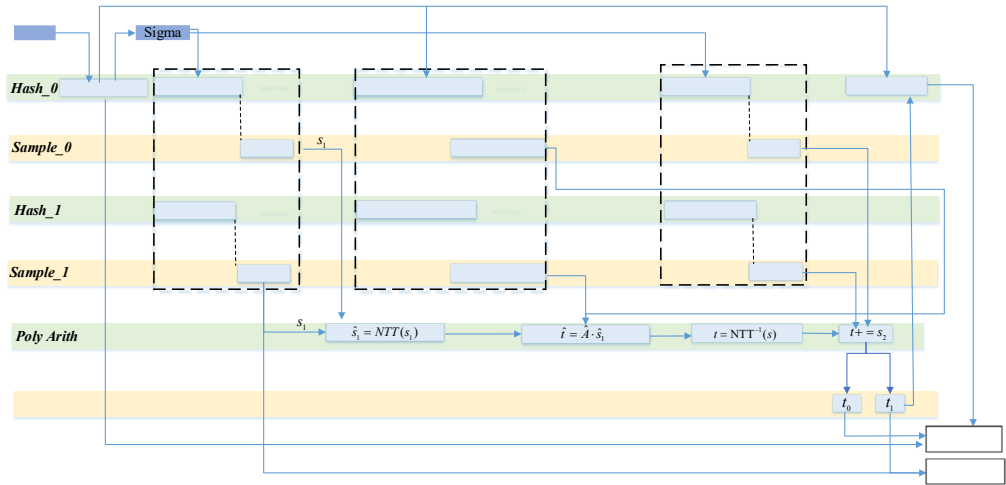 Sigma
Hash_0
Sample_0
s₁
Hash_1
Sample_1
s₁
Poly Arith
ŝ₁ = NTT(s₁)
t̂ = Â · ŝ₁
t = NTT⁻¹(s)
t + = s₂
t₀
t₁